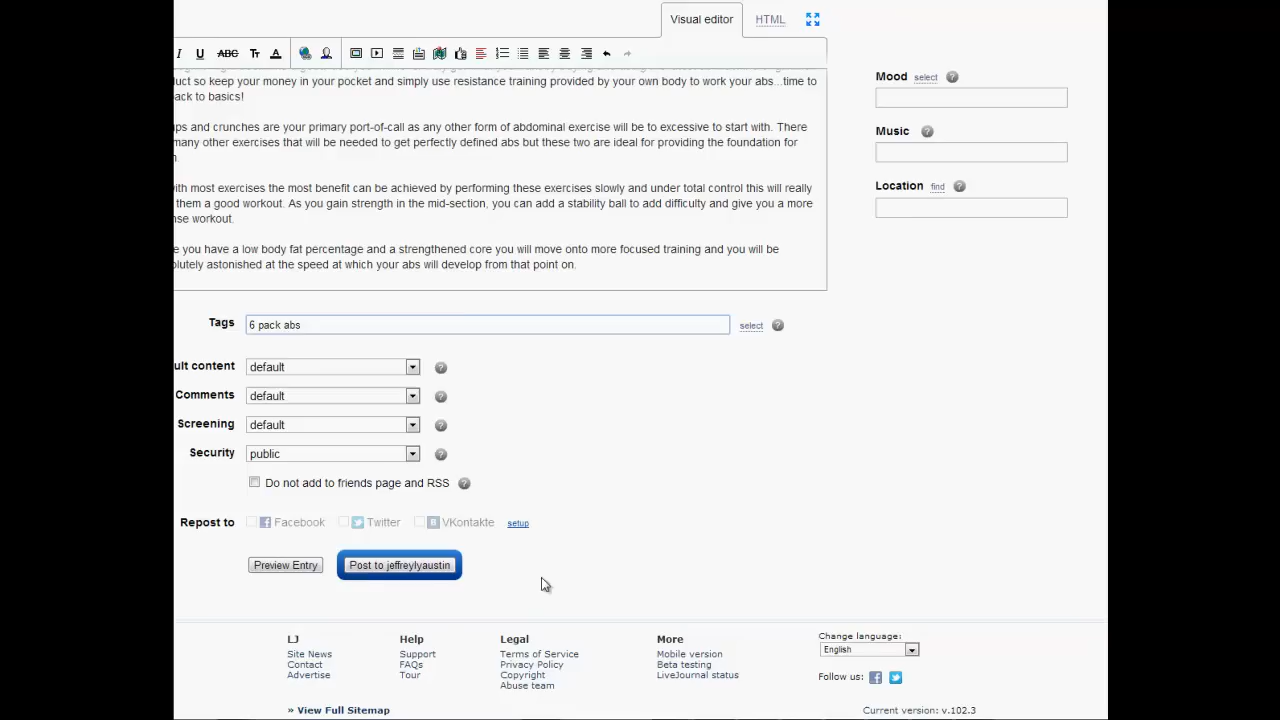 Visual editor
HTML
I
U
ABC
TT
A
uct so keep your money in your pocket and simply use resistance training provided by your own body to work your abs...time to
ack to basics!
ups and crunches are your primary port-of-call as any other form of abdominal exercise will be to excessive to start with. There
many other exercises that will be needed to get perfectly defined abs but these two are ideal for providing the foundation for
with most exercises the most benefit can be achieved by performing these exercises slowly and under total control this will really
them a good workout. As you gain strength in the mid-section, you can add a stability ball to add difficulty and give you a more
nse workout.
e you have a low body fat percentage and a strengthened core you will move onto more focused training and you will be
olutely astonished at the speed at which your abs will develop from that point on.
Mood select ?
Music ?
Location find ?
Tags 6 pack abs select ?
ult content default ?
Comments default ?
Screening default ?
Security public ?
Do not add to friends page and RSS ?
Repost to Facebook Twitter VKontakte setup
Preview Entry Post to jeffreylyaustin
LJ
Site News
Contact
Advertise
Help
Support
FAQs
Tour
Legal
Terms of Service
Privacy Policy
Copyright
Abuse team
More
Mobile version
Beta testing
LiveJournal status
Change language:
English
Follow us:
» View Full Sitemap
Current version: v.102.3